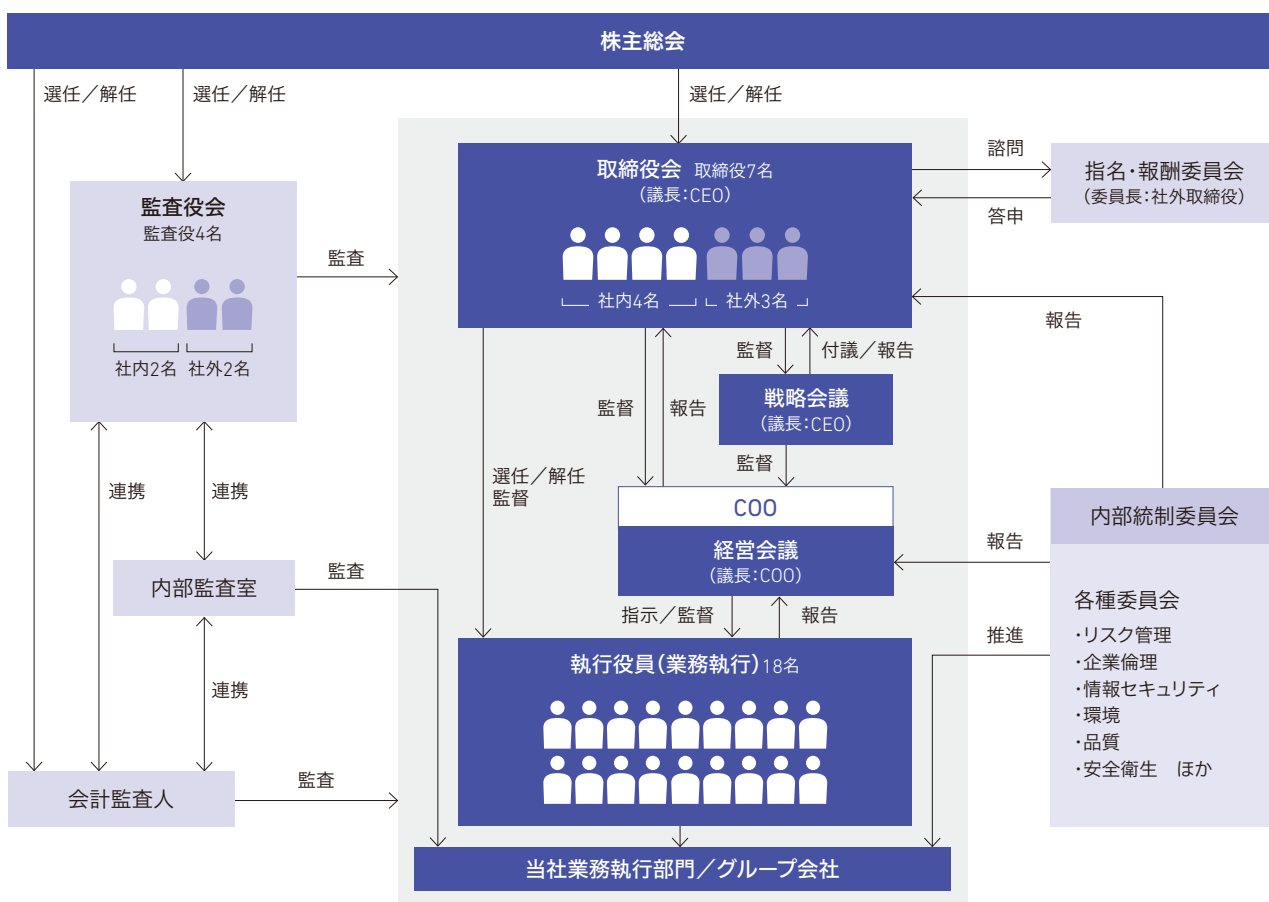 株主総会
選任／解任
選任／解任
選任／解任
取締役会 取締役7名
（議長：CEO）
社内4名
社外3名
諮問
答申
指名・報酬委員会
（委員長：社外取締役）
監査役会
監査役4名
社内2名
社外2名
監査
報告
監督
付議／報告
戦略会議
（議長：CEO）
監督
報告
監督
選任／解任
監督
連携
連携
COO
経営会議
（議長：COO）
報告
内部統制委員会
各種委員会
・リスク管理
・企業倫理
・情報セキュリティ
・環境
・品質
・安全衛生　ほか
内部監査室
監査
指示／監督
報告
推進
執行役員（業務執行）18名
連携
会計監査人
監査
当社業務執行部門／グループ会社